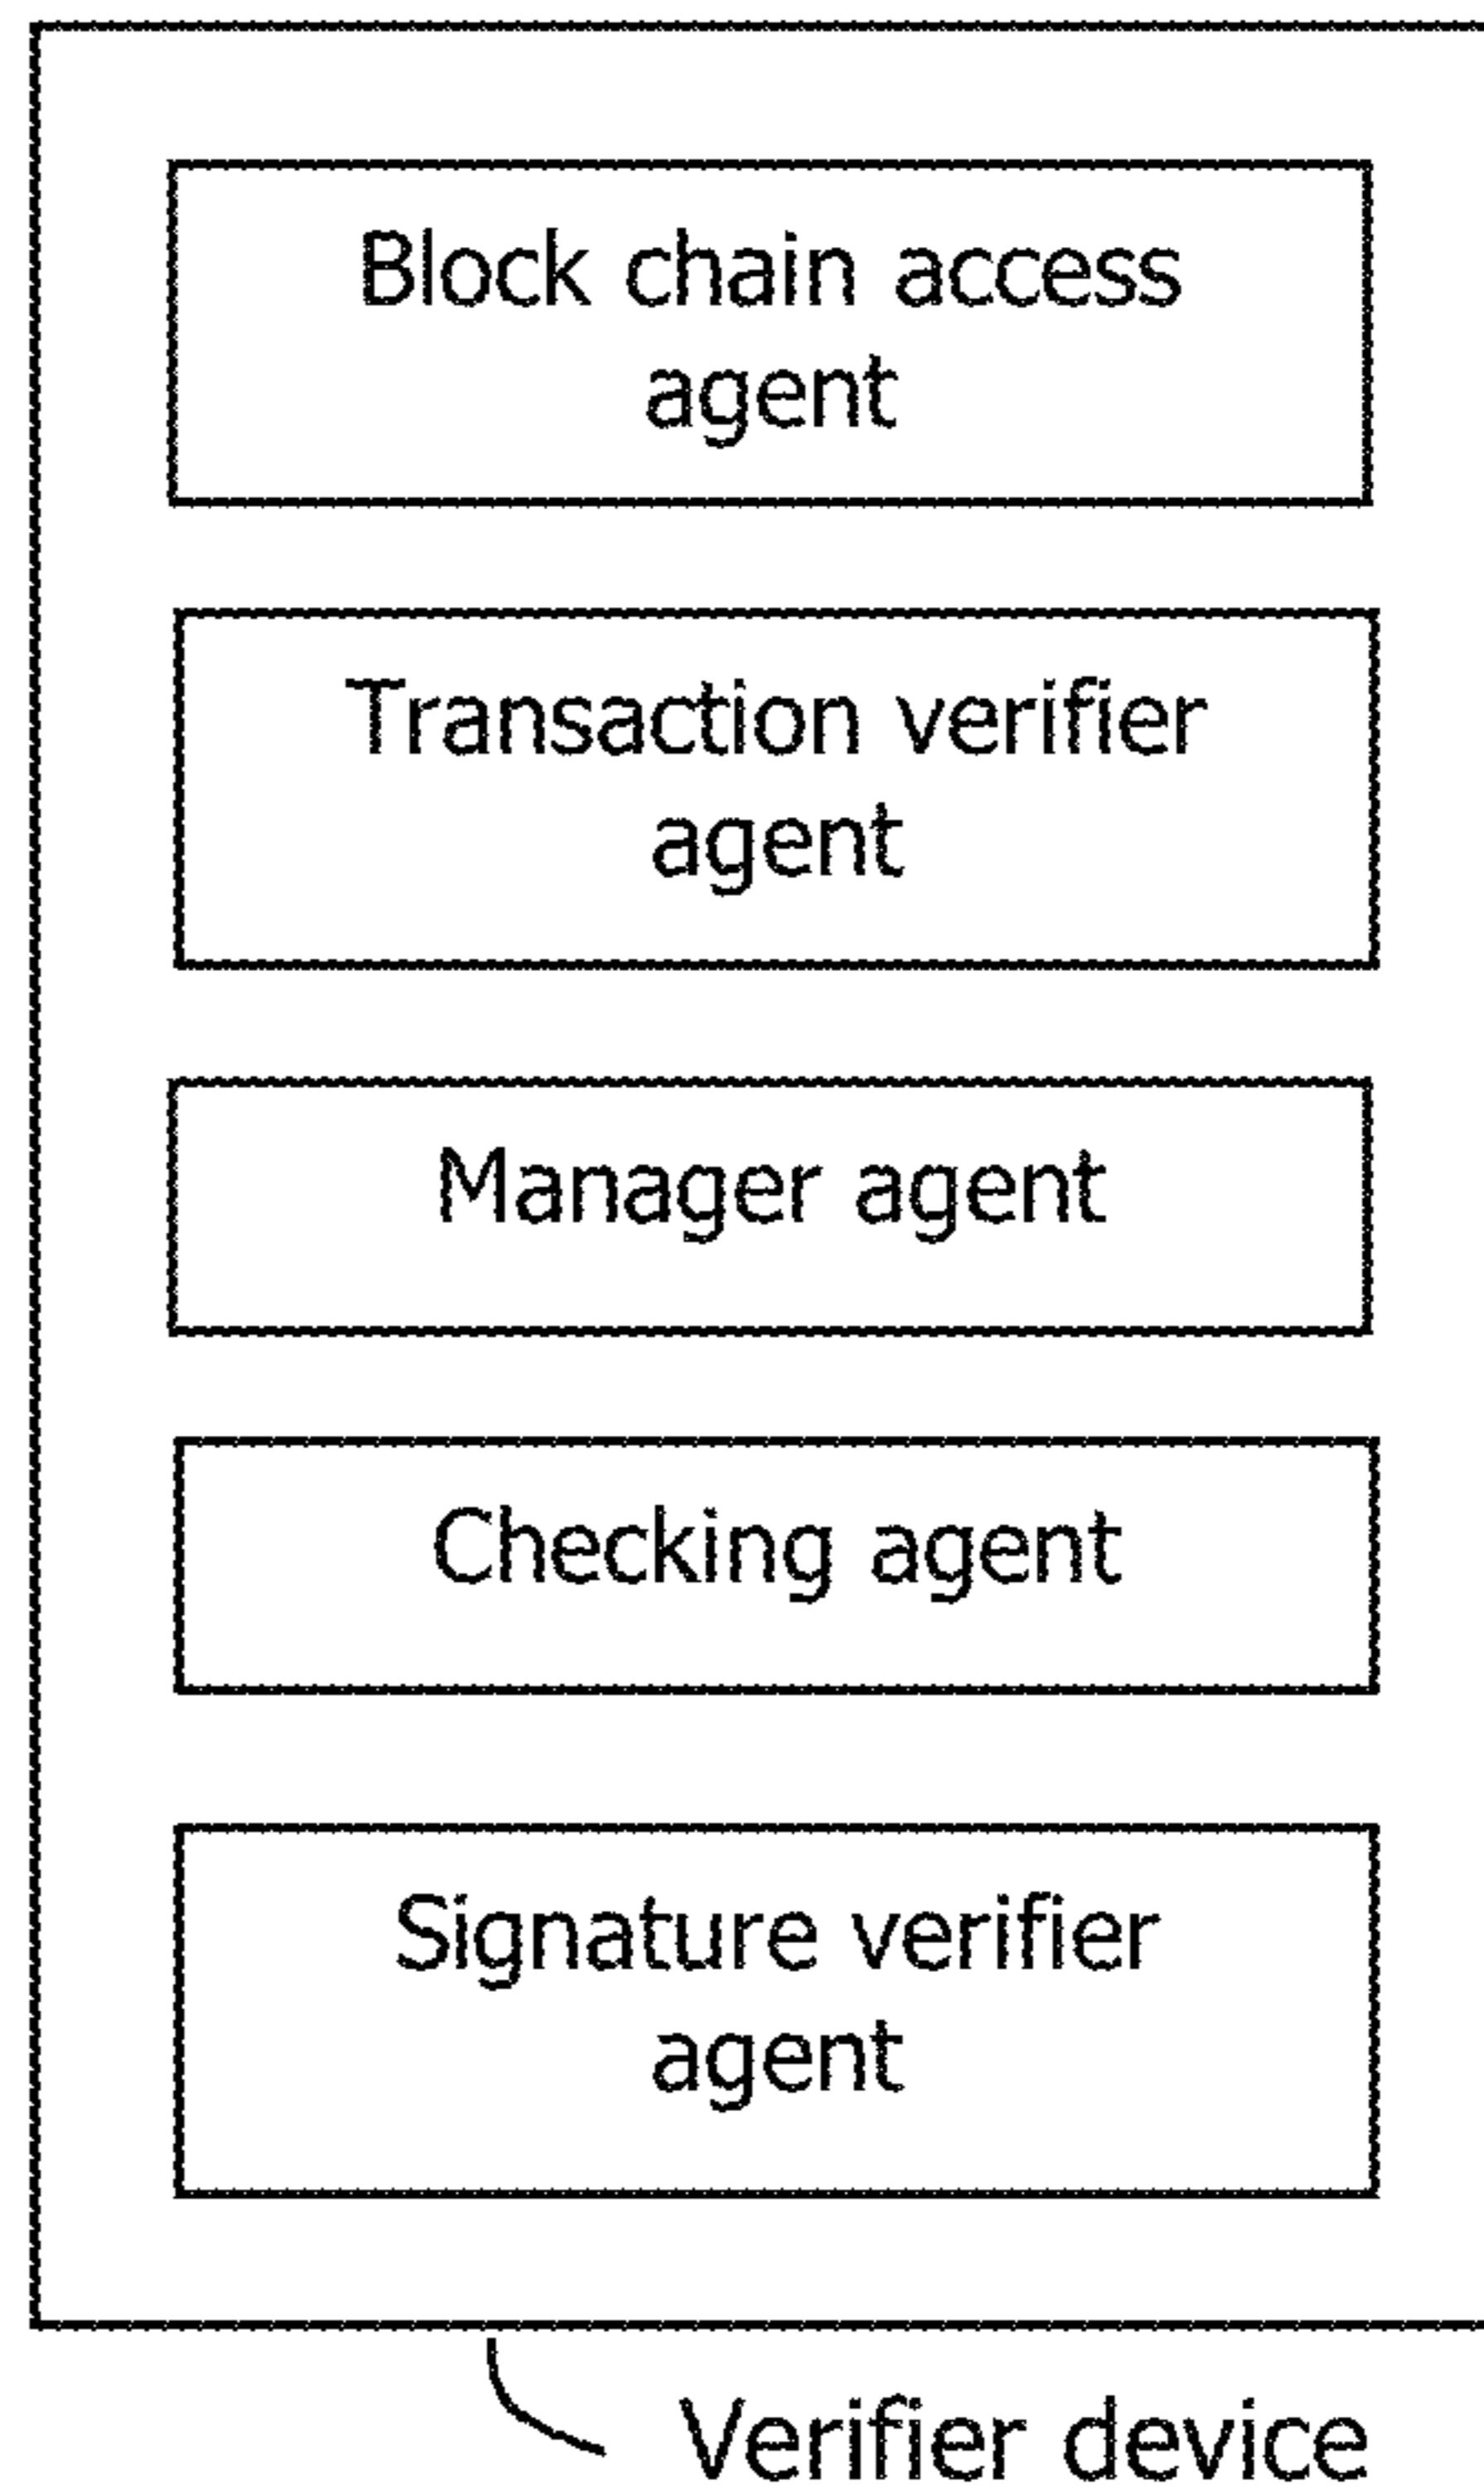 Block chain access
agent
Transaction verifier
agent
Manager agent
Checking agent
Signature verifier
agent
Verifier device